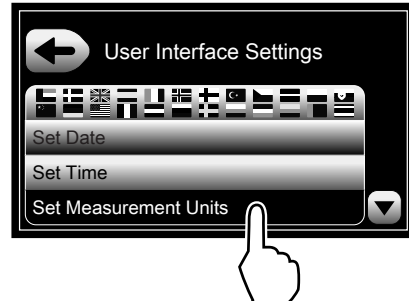 User Interface Settings
Set Date
Set Time
Set Measurement Units